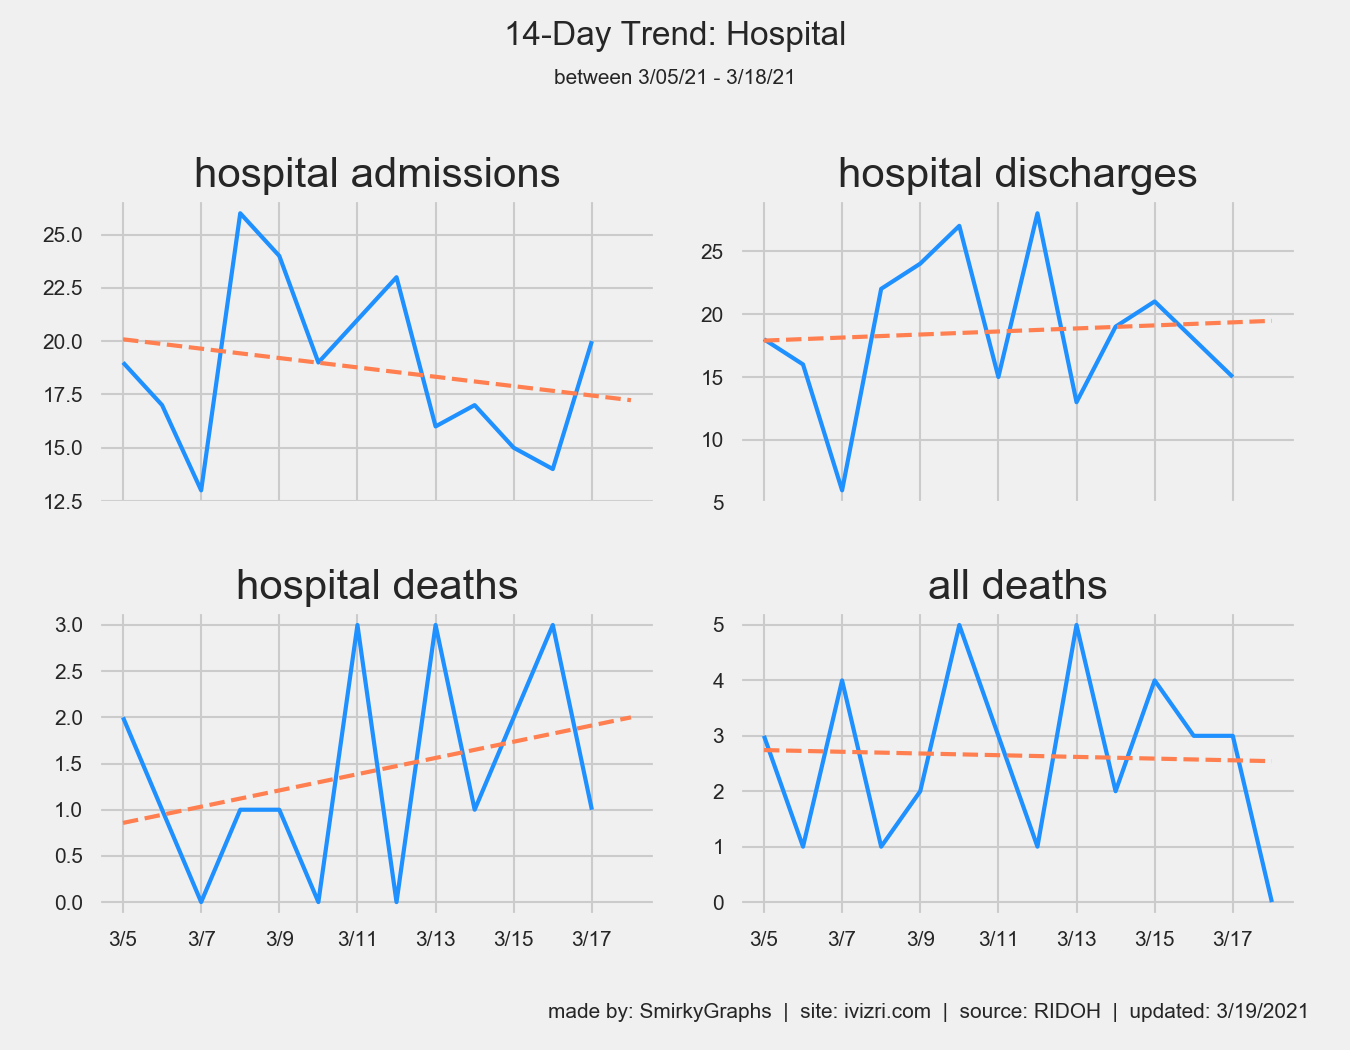 14-Day Trend: Hospital
between 3/05/21 - 3/18/21
hospital admissions
25.0
22.5
20.0
17.5
15.0
12.5
hospital discharges
25
20
15
10
5
hospital deaths
3.0
2.5
2.0
1.5
1.0
0.5
0.0
3/5 3/7 3/9 3/11 3/13 3/15 3/17
all deaths
5
4
3
2
1
0
3/5 3/7 3/9 3/11 3/13 3/15 3/17
made by: SmirkyGraphs | site: ivizri.com | source: RIDOH | updated: 3/19/2021